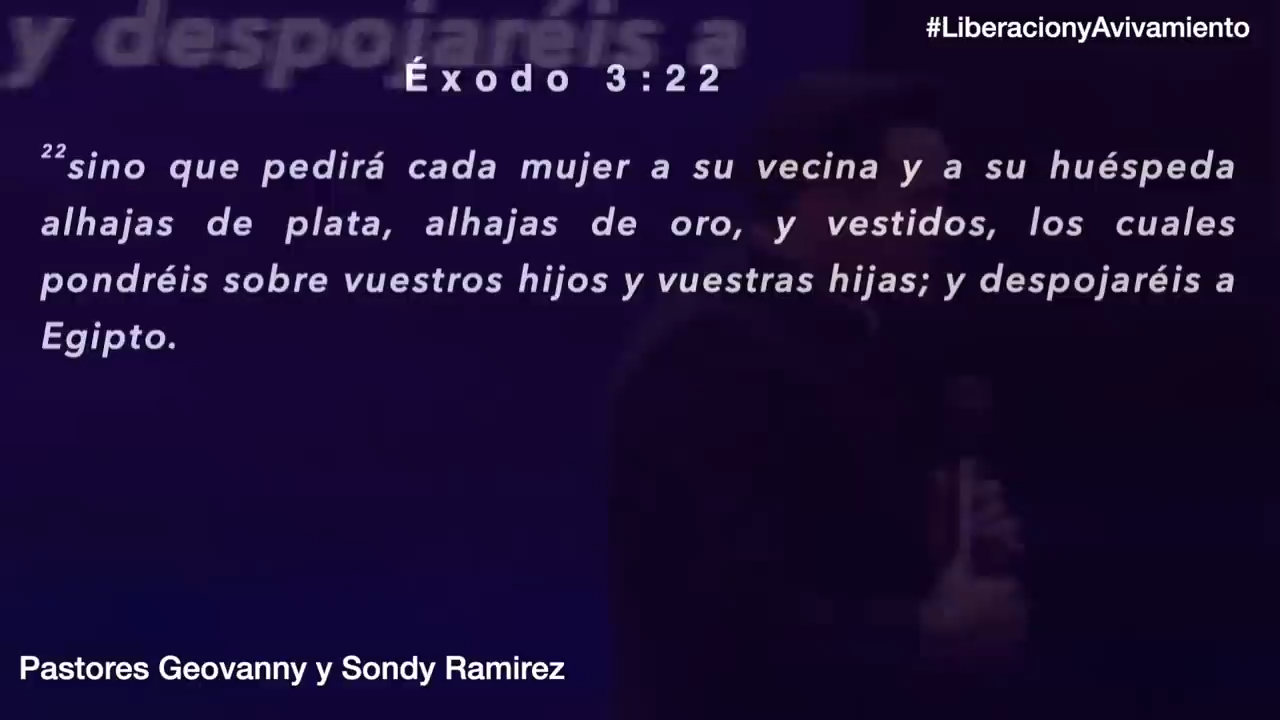 #LiberacionyAvivamiento
y despojaréis a
Éxodo 3:22
22sino que pedirá cada mujer a su vecina y a su huéspeda
alhajas de plata, alhajas de oro, y vestidos, los cuales
pondréis sobre vuestros hijos y vuestras hijas; y despojaréis a
Egipto.
Pastores Geovanny y Sondy Ramirez